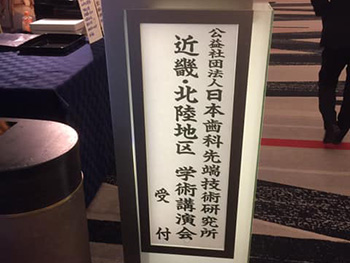 公益社団法人日本歯科先端技術研究所
近畿・北陸地区 学術講演会
受付